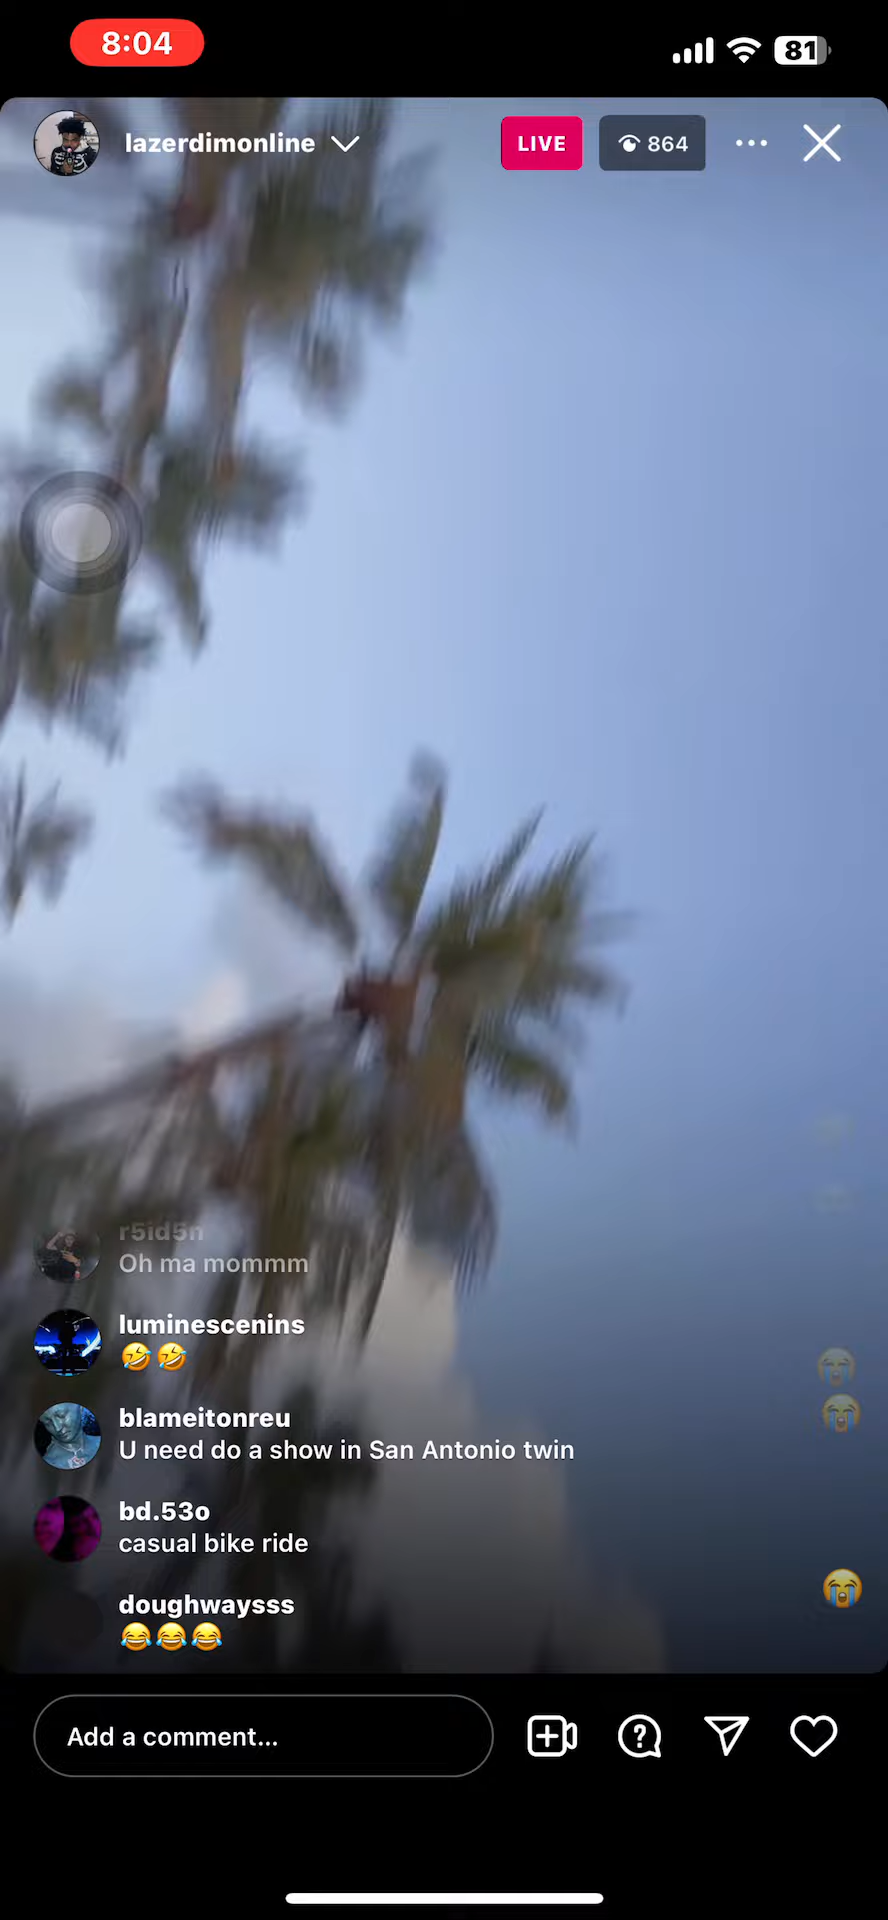 8:04
81
lazerdimonline
LIVE
864
r5id5n
Oh ma mommm
luminescenins
🤣🤣
blameitonreu
U need do a show in San Antonio twin
bd.53o
casual bike ride
doughwaysss
😂😂😂
Add a comment...